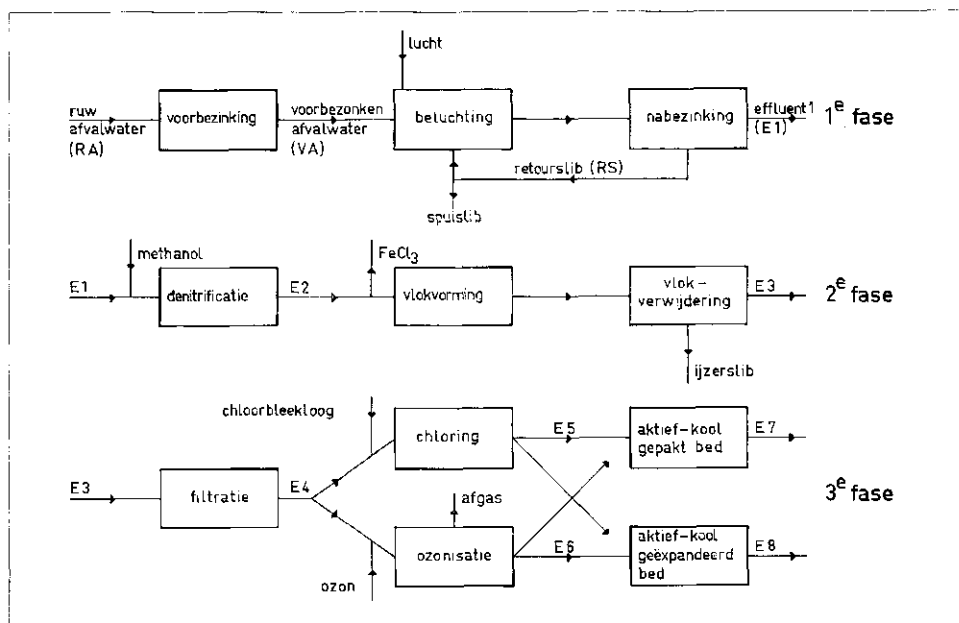 lucht
ruw
afvalwater
(RA)
voorbezinking
voorbezonken
afvalwater
(VA)
beluchting
nabezinking
effluent1
(E1)
1e fase
retourslib (RS)
spuislib
methanol
FeCl3
E1
denitrificatie
E2
vlokvorming
vlok-
verwijdering
E3
2e fase
ijzerslib
chloorbleekloog
chloring
E5
aktief-kool
gepakt bed
E7
E3
filtratie
E4
afgas
3e fase
ozonisatie
E6
aktief-kool
geëxpandeerd
bed
E8
ozon